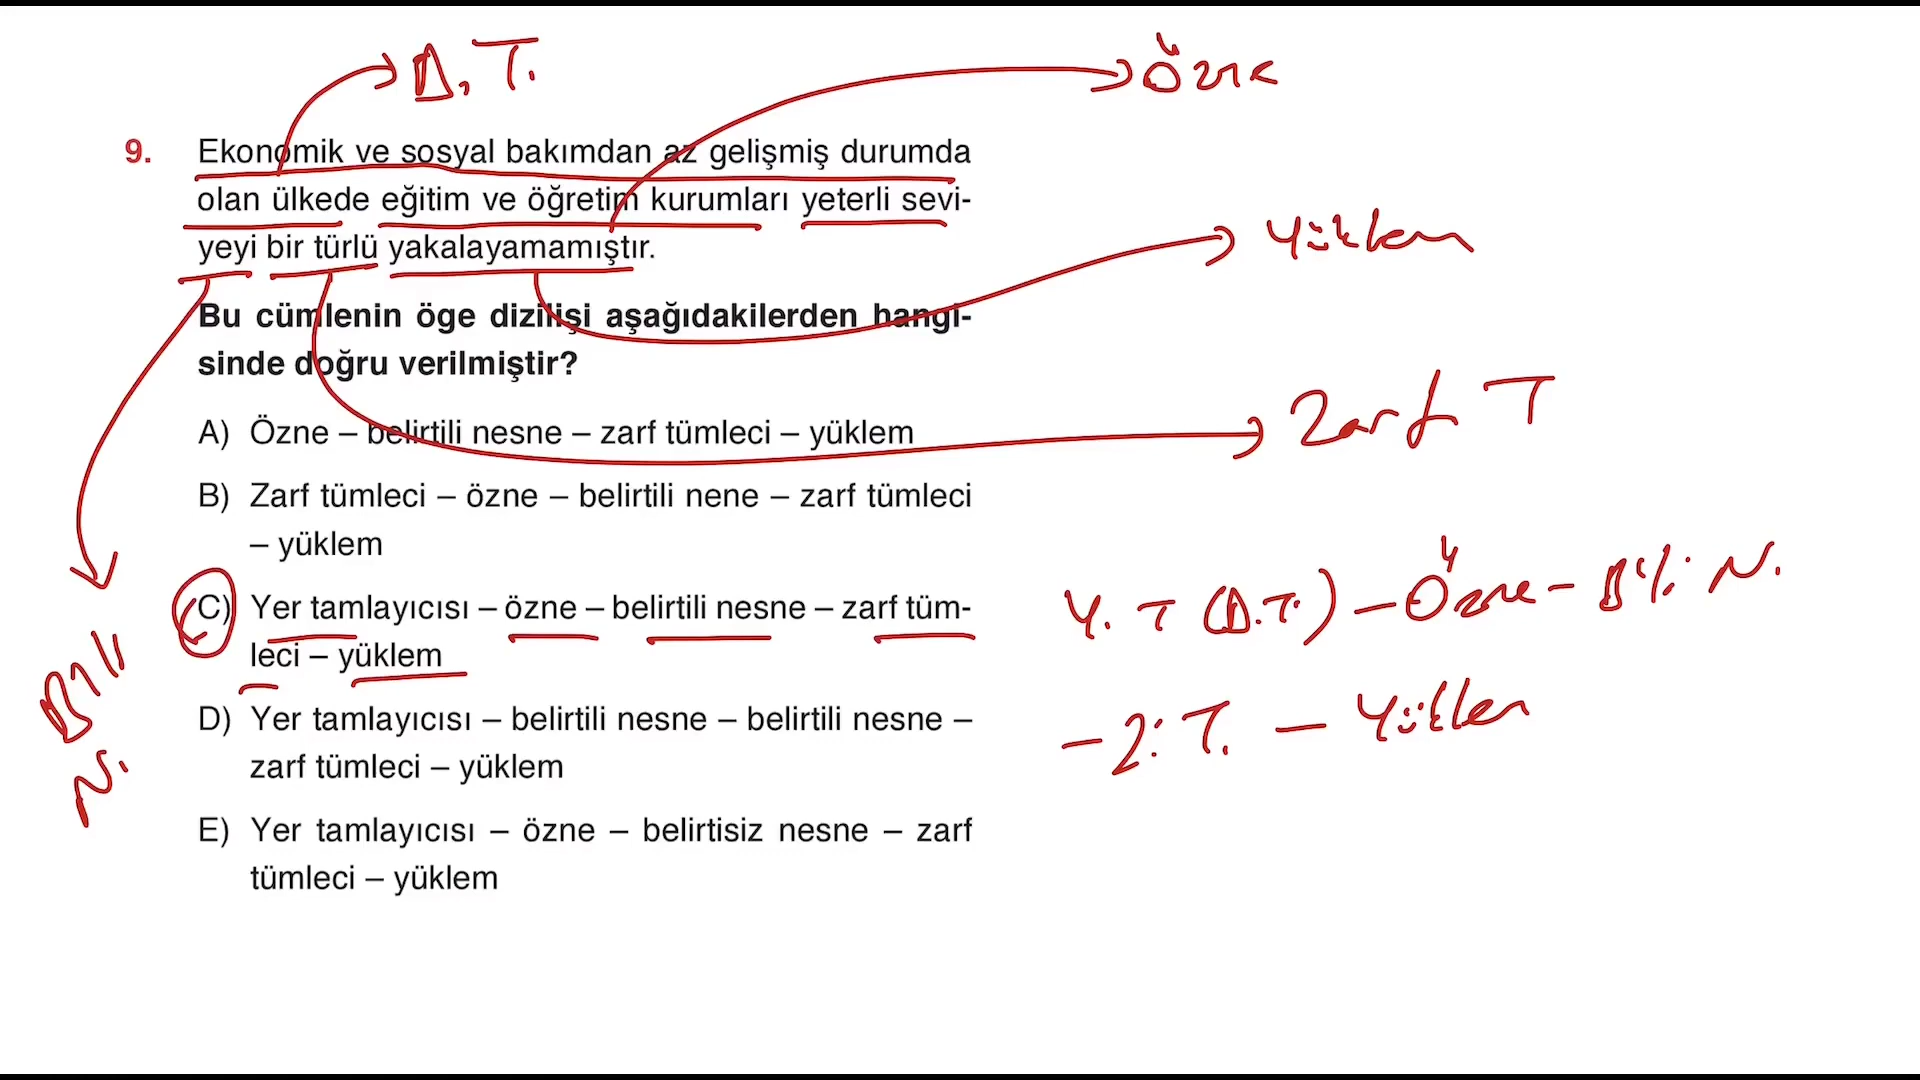 D.T.
Özne
9. Ekonomik ve sosyal bakımdan az gelişmiş durumda
olan ülkede eğitim ve öğretim kurumları yeterli sevi-
yeyi bir türlü yakalayamamıştır.
Yüklem
Bu cümlenin öge dizilişi aşağıdakilerden hangi-
sinde doğru verilmiştir?
Zarf T
A) Özne – belirtili nesne – zarf tümleci – yüklem
B) Zarf tümleci – özne – belirtili nene – zarf tümleci
– yüklem
C) Yer tamlayıcısı – özne – belirtili nesne – zarf tüm-
leci – yüklem
Y. T (D.T.) – Özne – B'li N.
B'li N.
D) Yer tamlayıcısı – belirtili nesne – belirtili nesne –
zarf tümleci – yüklem
– Z. T. – Yüklem
E) Yer tamlayıcısı – özne – belirtisiz nesne – zarf
tümleci – yüklem